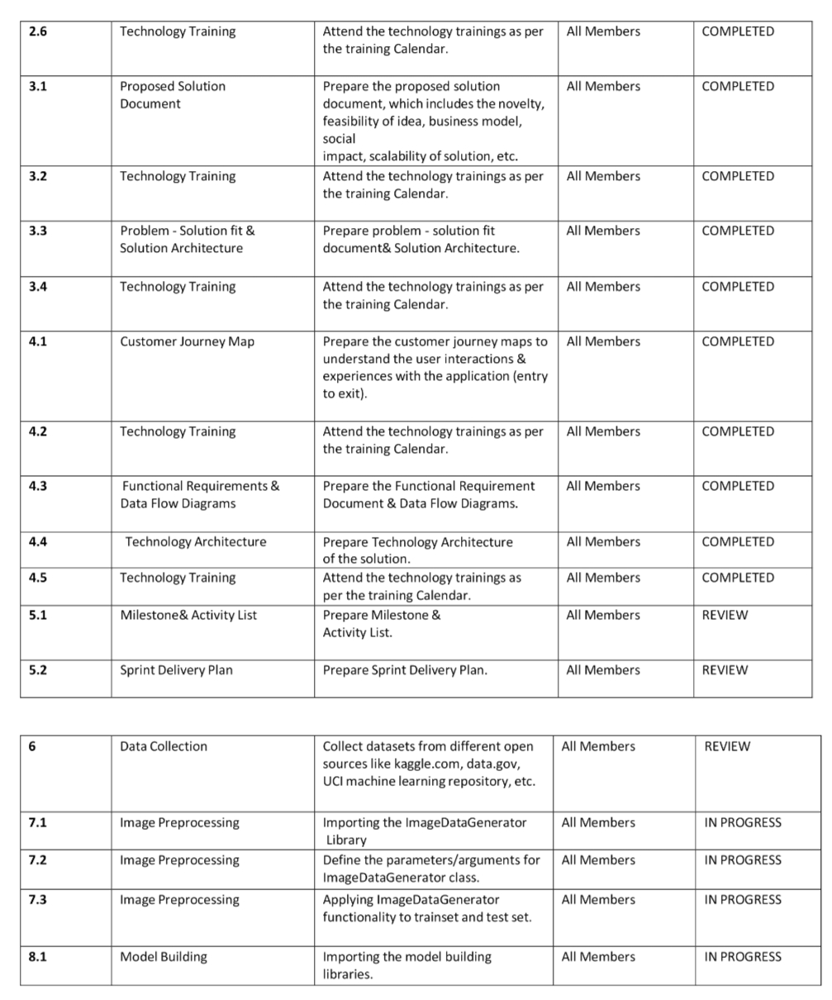 2.6 Technology Training Attend the technology trainings as per All Members COMPLETED
the training Calendar.
3.1 Proposed Solution Prepare the proposed solution All Members COMPLETED
Document document, which includes the novelty,
feasibility of idea, business model,
social
impact, scalability of solution, etc.
3.2 Technology Training Attend the technology trainings as per All Members COMPLETED
the training Calendar.
3.3 Problem - Solution fit & Prepare problem - solution fit All Members COMPLETED
Solution Architecture document& Solution Architecture.
3.4 Technology Training Attend the technology trainings as per All Members COMPLETED
the training Calendar.
4.1 Customer Journey Map Prepare the customer journey maps to All Members COMPLETED
understand the user interactions &
experiences with the application (entry
to exit).
4.2 Technology Training Attend the technology trainings as per All Members COMPLETED
the training Calendar.
4.3 Functional Requirements & Prepare the Functional Requirement All Members COMPLETED
Data Flow Diagrams Document & Data Flow Diagrams.
4.4 Technology Architecture Prepare Technology Architecture All Members COMPLETED
of the solution.
4.5 Technology Training Attend the technology trainings as All Members COMPLETED
per the training Calendar.
5.1 Milestone& Activity List Prepare Milestone & All Members REVIEW
Activity List.
5.2 Sprint Delivery Plan Prepare Sprint Delivery Plan. All Members REVIEW
6 Data Collection Collect datasets from different open All Members REVIEW
sources like kaggle.com, data.gov,
UCI machine learning repository, etc.
7.1 Image Preprocessing Importing the ImageDataGenerator All Members IN PROGRESS
Library
7.2 Image Preprocessing Define the parameters/arguments for All Members IN PROGRESS
ImageDataGenerator class.
7.3 Image Preprocessing Applying ImageDataGenerator All Members IN PROGRESS
functionality to trainset and test set.
8.1 Model Building Importing the model building All Members IN PROGRESS
libraries.